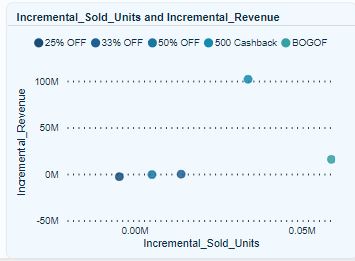 Incremental_Sold_Units and Incremental_Revenue
25% OFF 33% OFF 50% OFF 500 Cashback BOGOF
100M
50M
0M
-50M
Incremental_Revenue
0.00M 0.05M
Incremental_Sold_Units